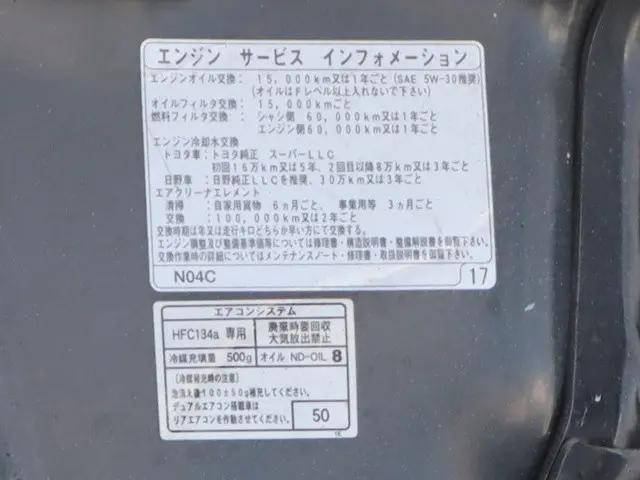 エンジン サービス インフォメーション
エンジンオイル交換 : 15,000km又は1年ごと (SAE 5W-30推奨)
(オイルはFレベル以上入れないで下さい)
オイルフィルタ交換 : 15,000kmごと
燃料フィルタ交換 : シャシ側 60,000km又は1年ごと
エンジン側60,000km又は1年ごと
エンジン冷却水交換
トヨタ車 : トヨタ純正 スーパーLLC
初回16万km又は5年、2回目以降8万km又は3年ごと
日野車 : 日野純正LLCを推奨、30万km又は3年ごと
エアクリーナエレメント
清掃 : 自家用貨物 6ヵ月ごと、 事業用等 3ヵ月ごと
交換 : 100,000km又は2年ごと
交換時期は年又は走行キロどちらか早い方にて交換する
エンジン調整及び整備基準値等については修理書・構造説明書・整備解説書を御覧下さい
交換作業時の詳細についてはメンテナンスノート・修理書・取扱説明書を御覧下さい
N04C 17
エアコンシステム
HFC134a 専用 廃棄時要回収
大気放出禁止
冷媒充填量 500g オイル ND-OIL 8
(冷媒補充時の注意)
泡消え後100±50g補充してください。
デュアルエアコン搭載車は
リアエアコンを作動させてください。
50